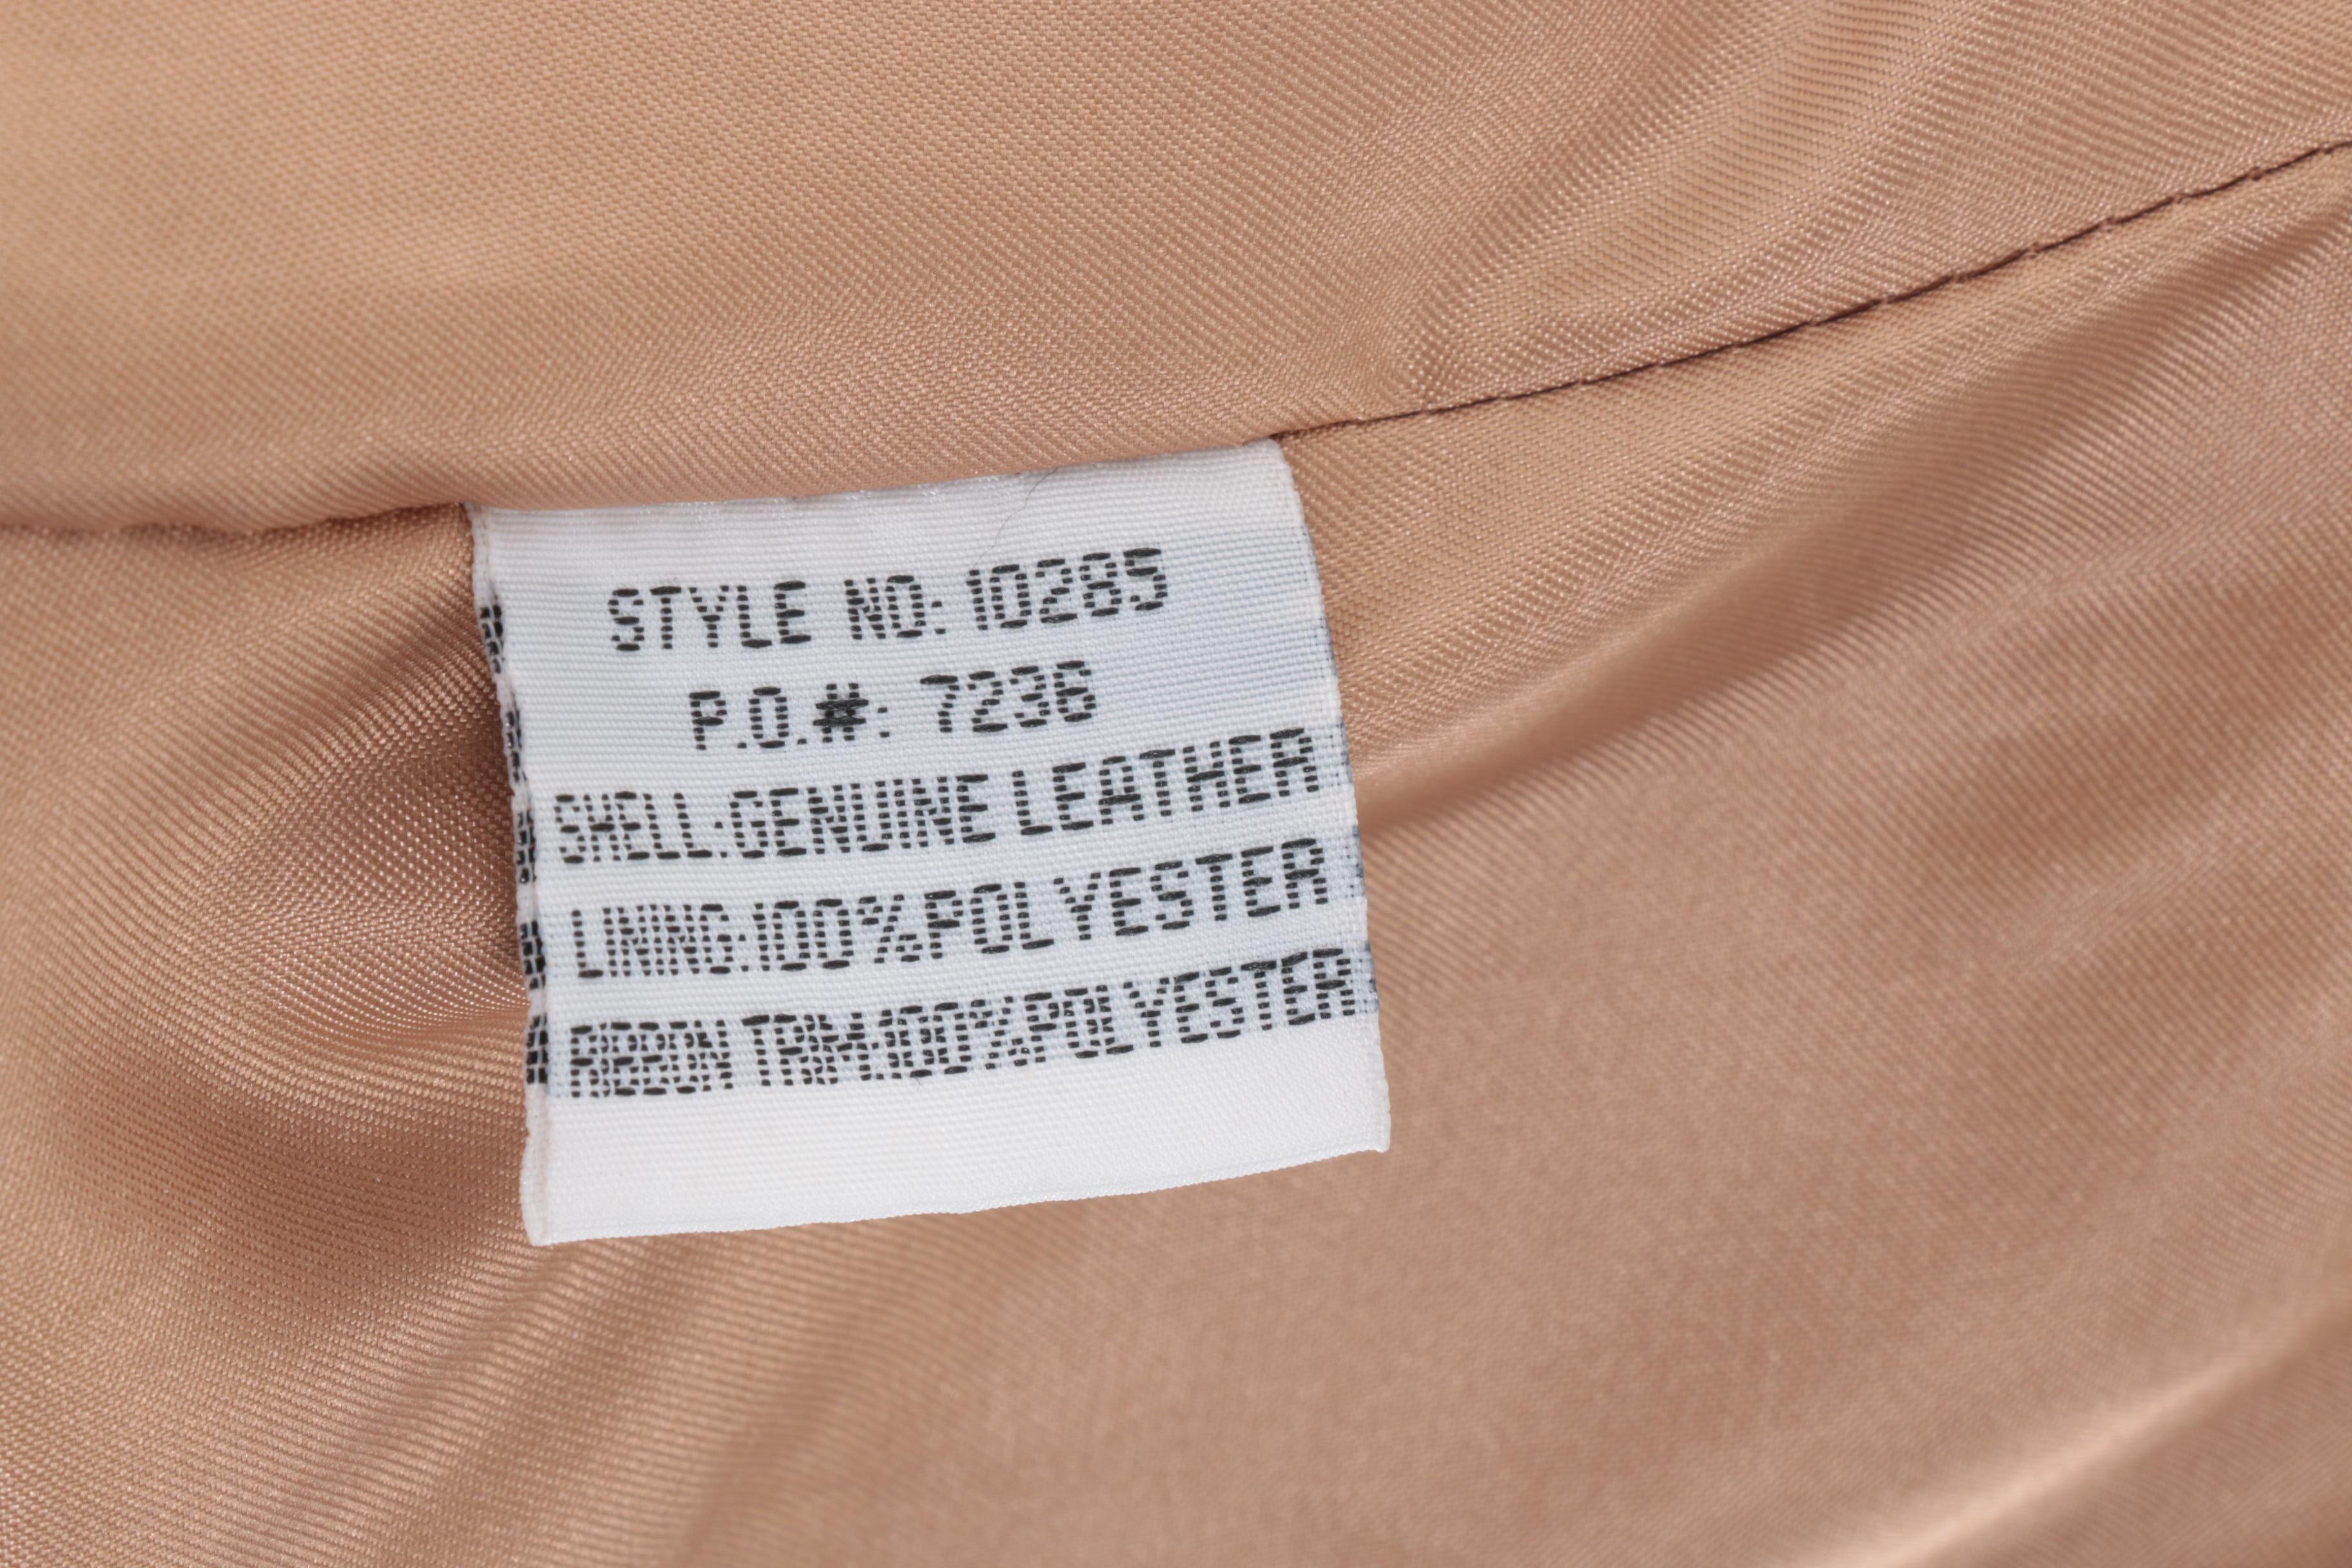 STYLE NO: 10285
P.O.#: 7236
SHELL:GENUINE LEATHER
LINING:100%POLYESTER
RIBBON TRIM:100%POLYESTER